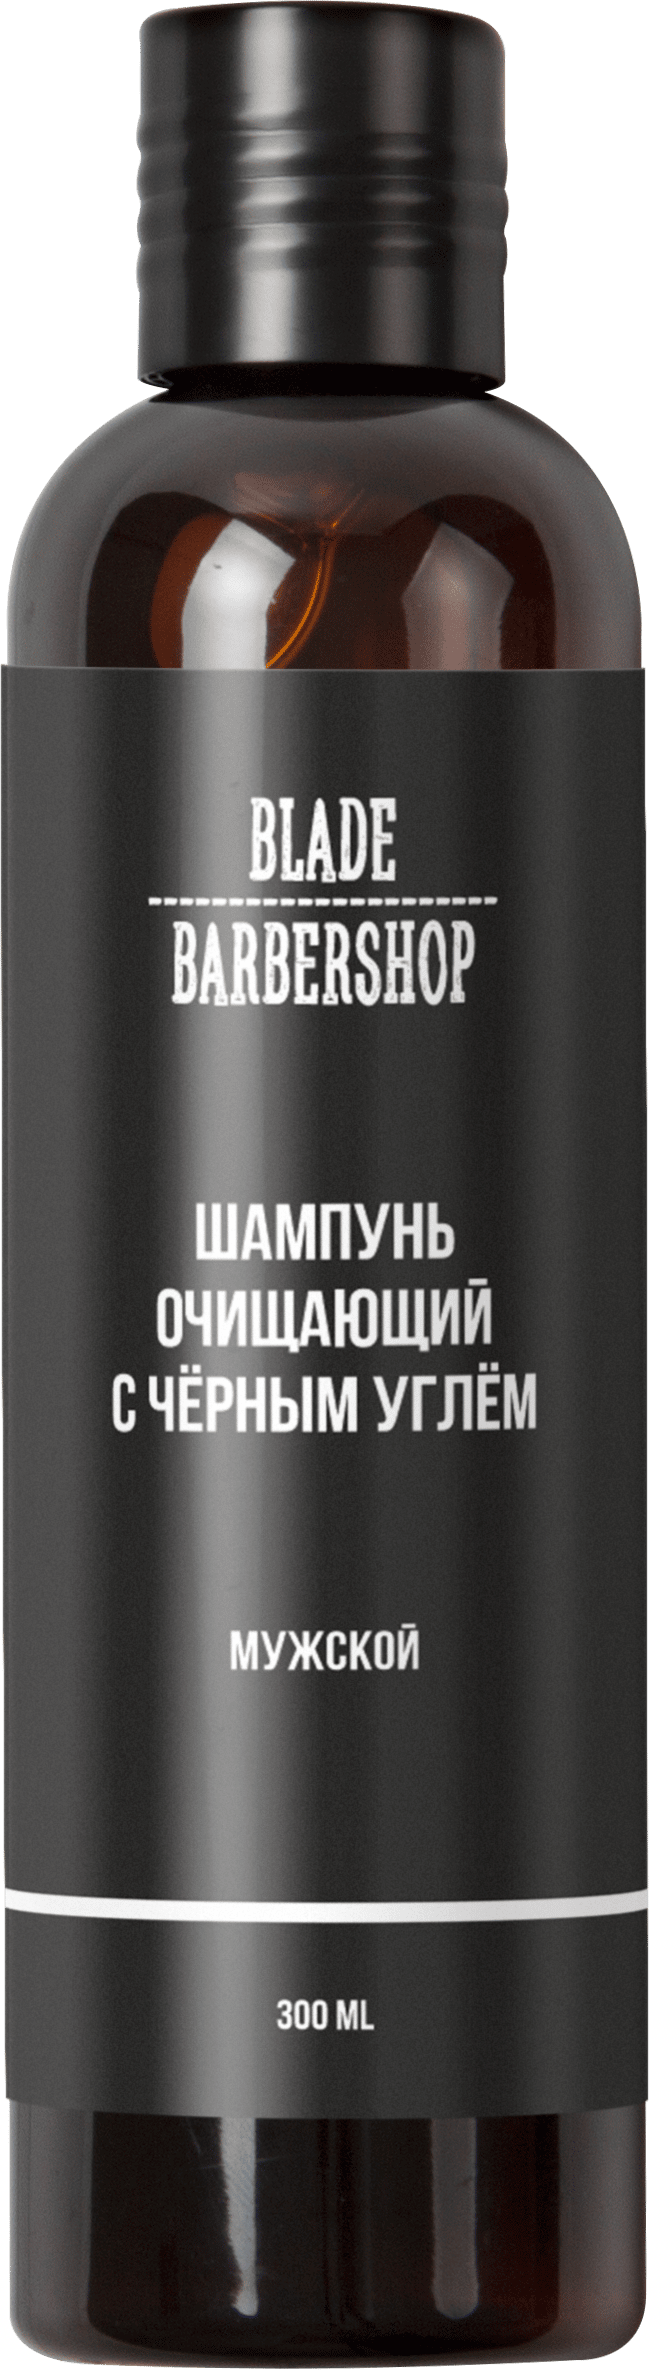 BLADE
BARBERSHOP
ШАМПУНЬ
ОЧИЩАЮЩИЙ
С ЧЁРНЫМ УГЛЁМ
МУЖСКОЙ
300 ML